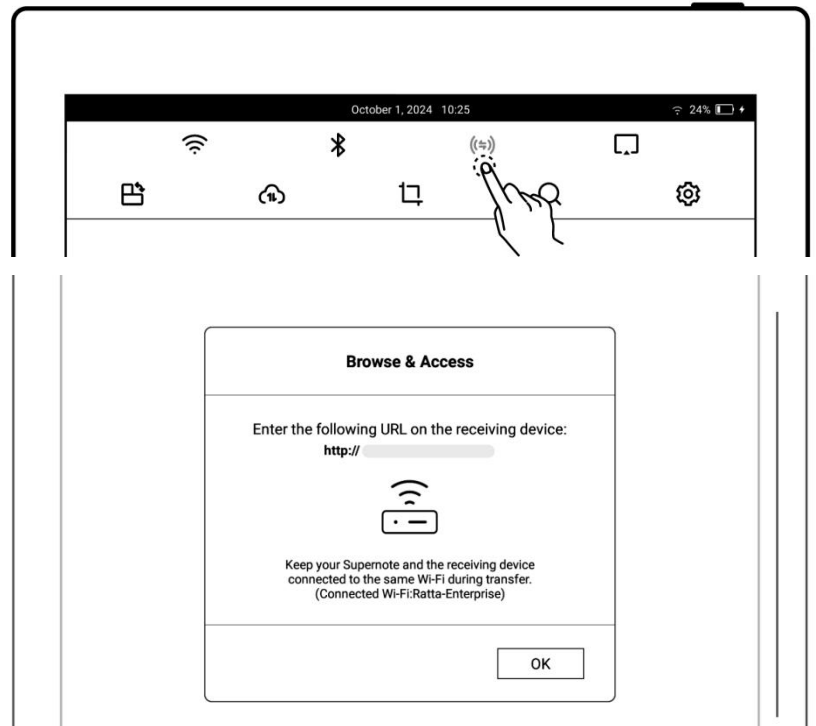 October 1, 2024 10:25
24%
Browse & Access
Enter the following URL on the receiving device:
http://
Keep your Supernote and the receiving device
connected to the same Wi-Fi during transfer.
(Connected Wi-Fi:Ratta-Enterprise)
OK